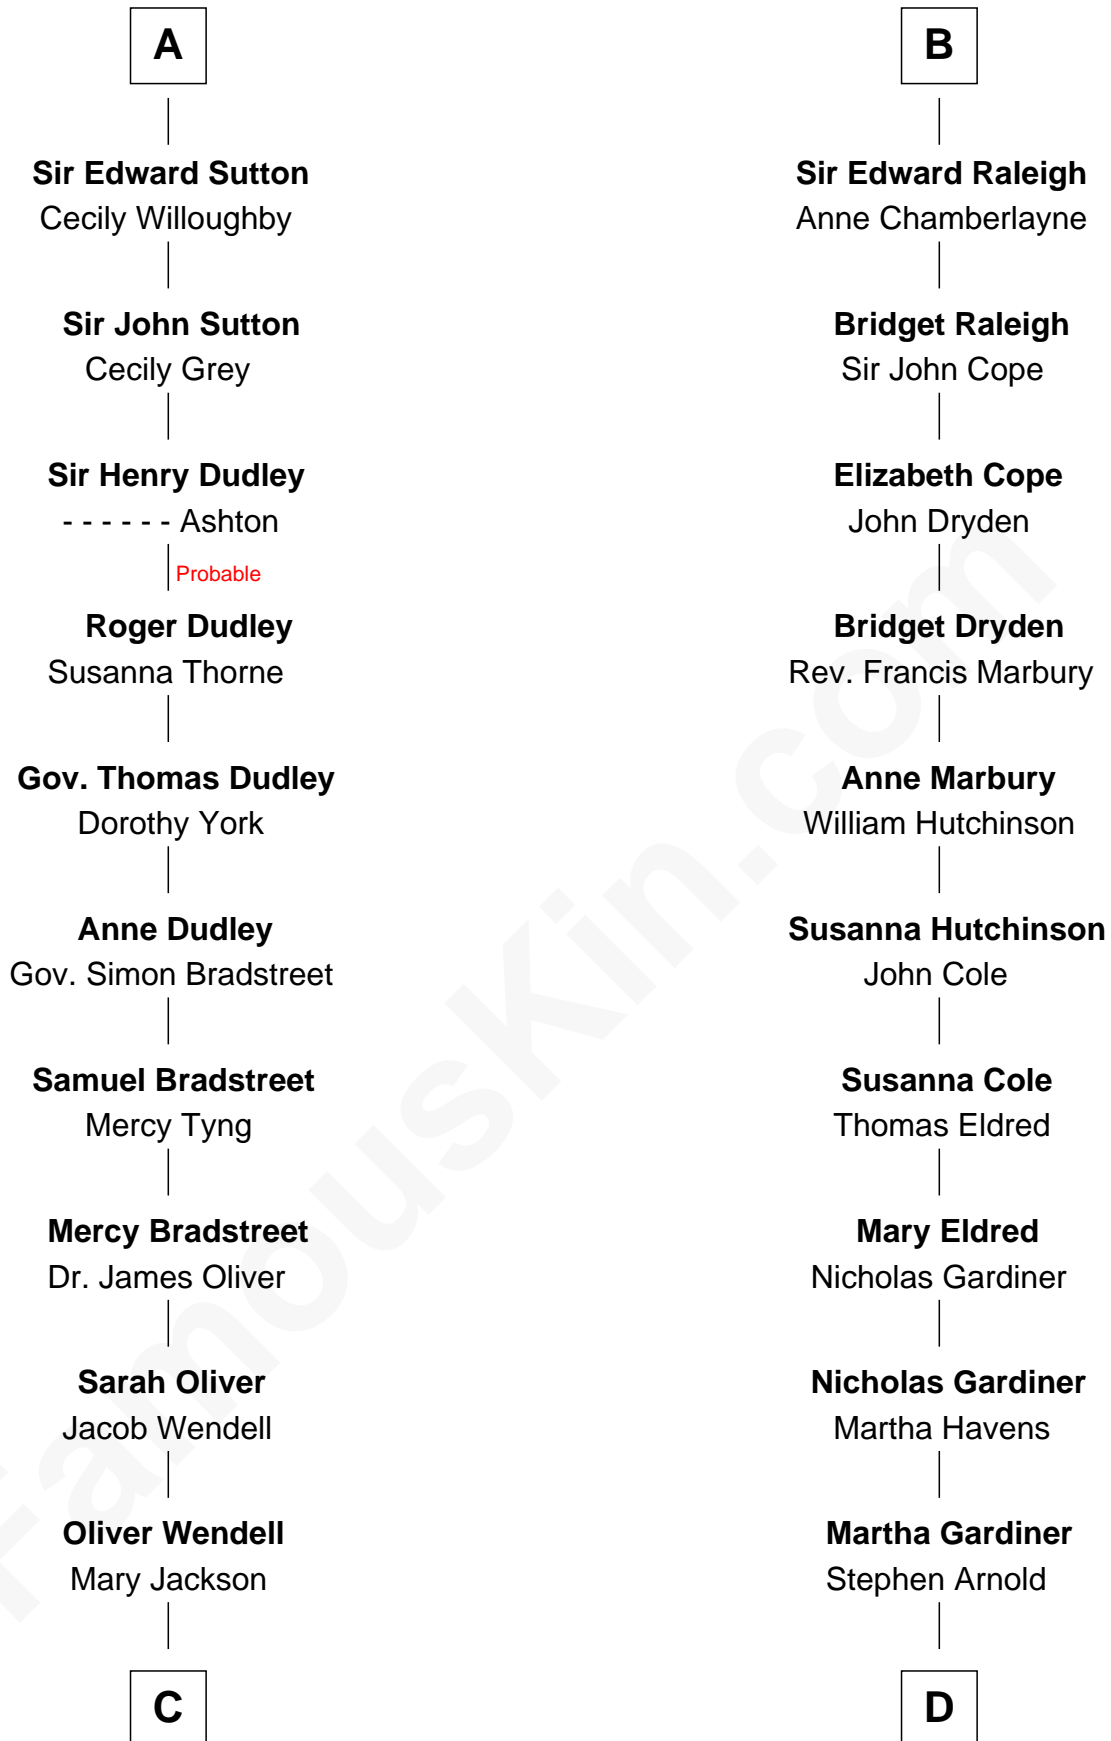 A
Sir Edward Sutton
Cecily Willoughby
Sir John Sutton
Cecily Grey
Sir Henry Dudley
- - - - - - Ashton
Probable
Roger Dudley
Susanna Thorne
Gov. Thomas Dudley
Dorothy York
Anne Dudley
Gov. Simon Bradstreet
Samuel Bradstreet
Mercy Tyng
Mercy Bradstreet
Dr. James Oliver
Sarah Oliver
Jacob Wendell
Oliver Wendell
Mary Jackson
C
B
Sir Edward Raleigh
Anne Chamberlayne
Bridget Raleigh
Sir John Cope
Elizabeth Cope
John Dryden
Bridget Dryden
Rev. Francis Marbury
Anne Marbury
William Hutchinson
Susanna Hutchinson
John Cole
Susanna Cole
Thomas Eldred
Mary Eldred
Nicholas Gardiner
Nicholas Gardiner
Martha Havens
Martha Gardiner
Stephen Arnold
D
FamousKin.com